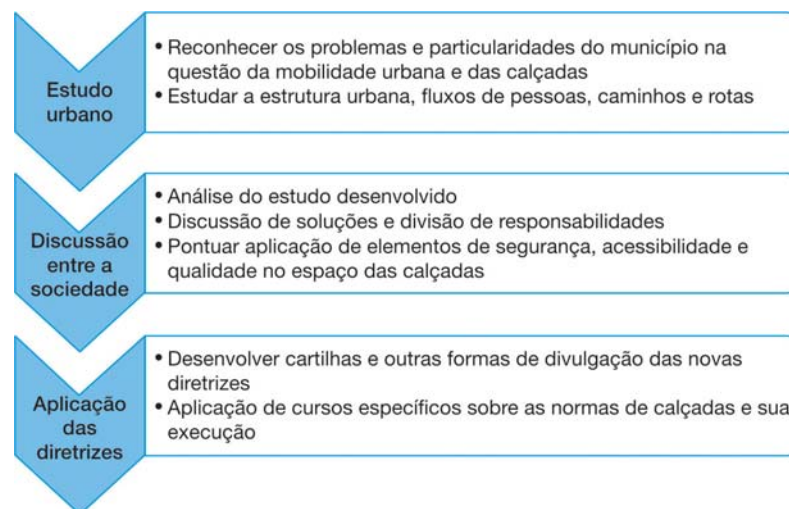 Estudo
urbano
• Reconhecer os problemas e particularidades do município na
questão da mobilidade urbana e das calçadas
• Estudar a estrutura urbana, fluxos de pessoas, caminhos e rotas
Discussão
entre a
sociedade
• Análise do estudo desenvolvido
• Discussão de soluções e divisão de responsabilidades
• Pontuar aplicação de elementos de segurança, acessibilidade e
qualidade no espaço das calçadas
Aplicação
das
diretrizes
• Desenvolver cartilhas e outras formas de divulgação das novas
diretrizes
• Aplicação de cursos específicos sobre as normas de calçadas e sua
execução